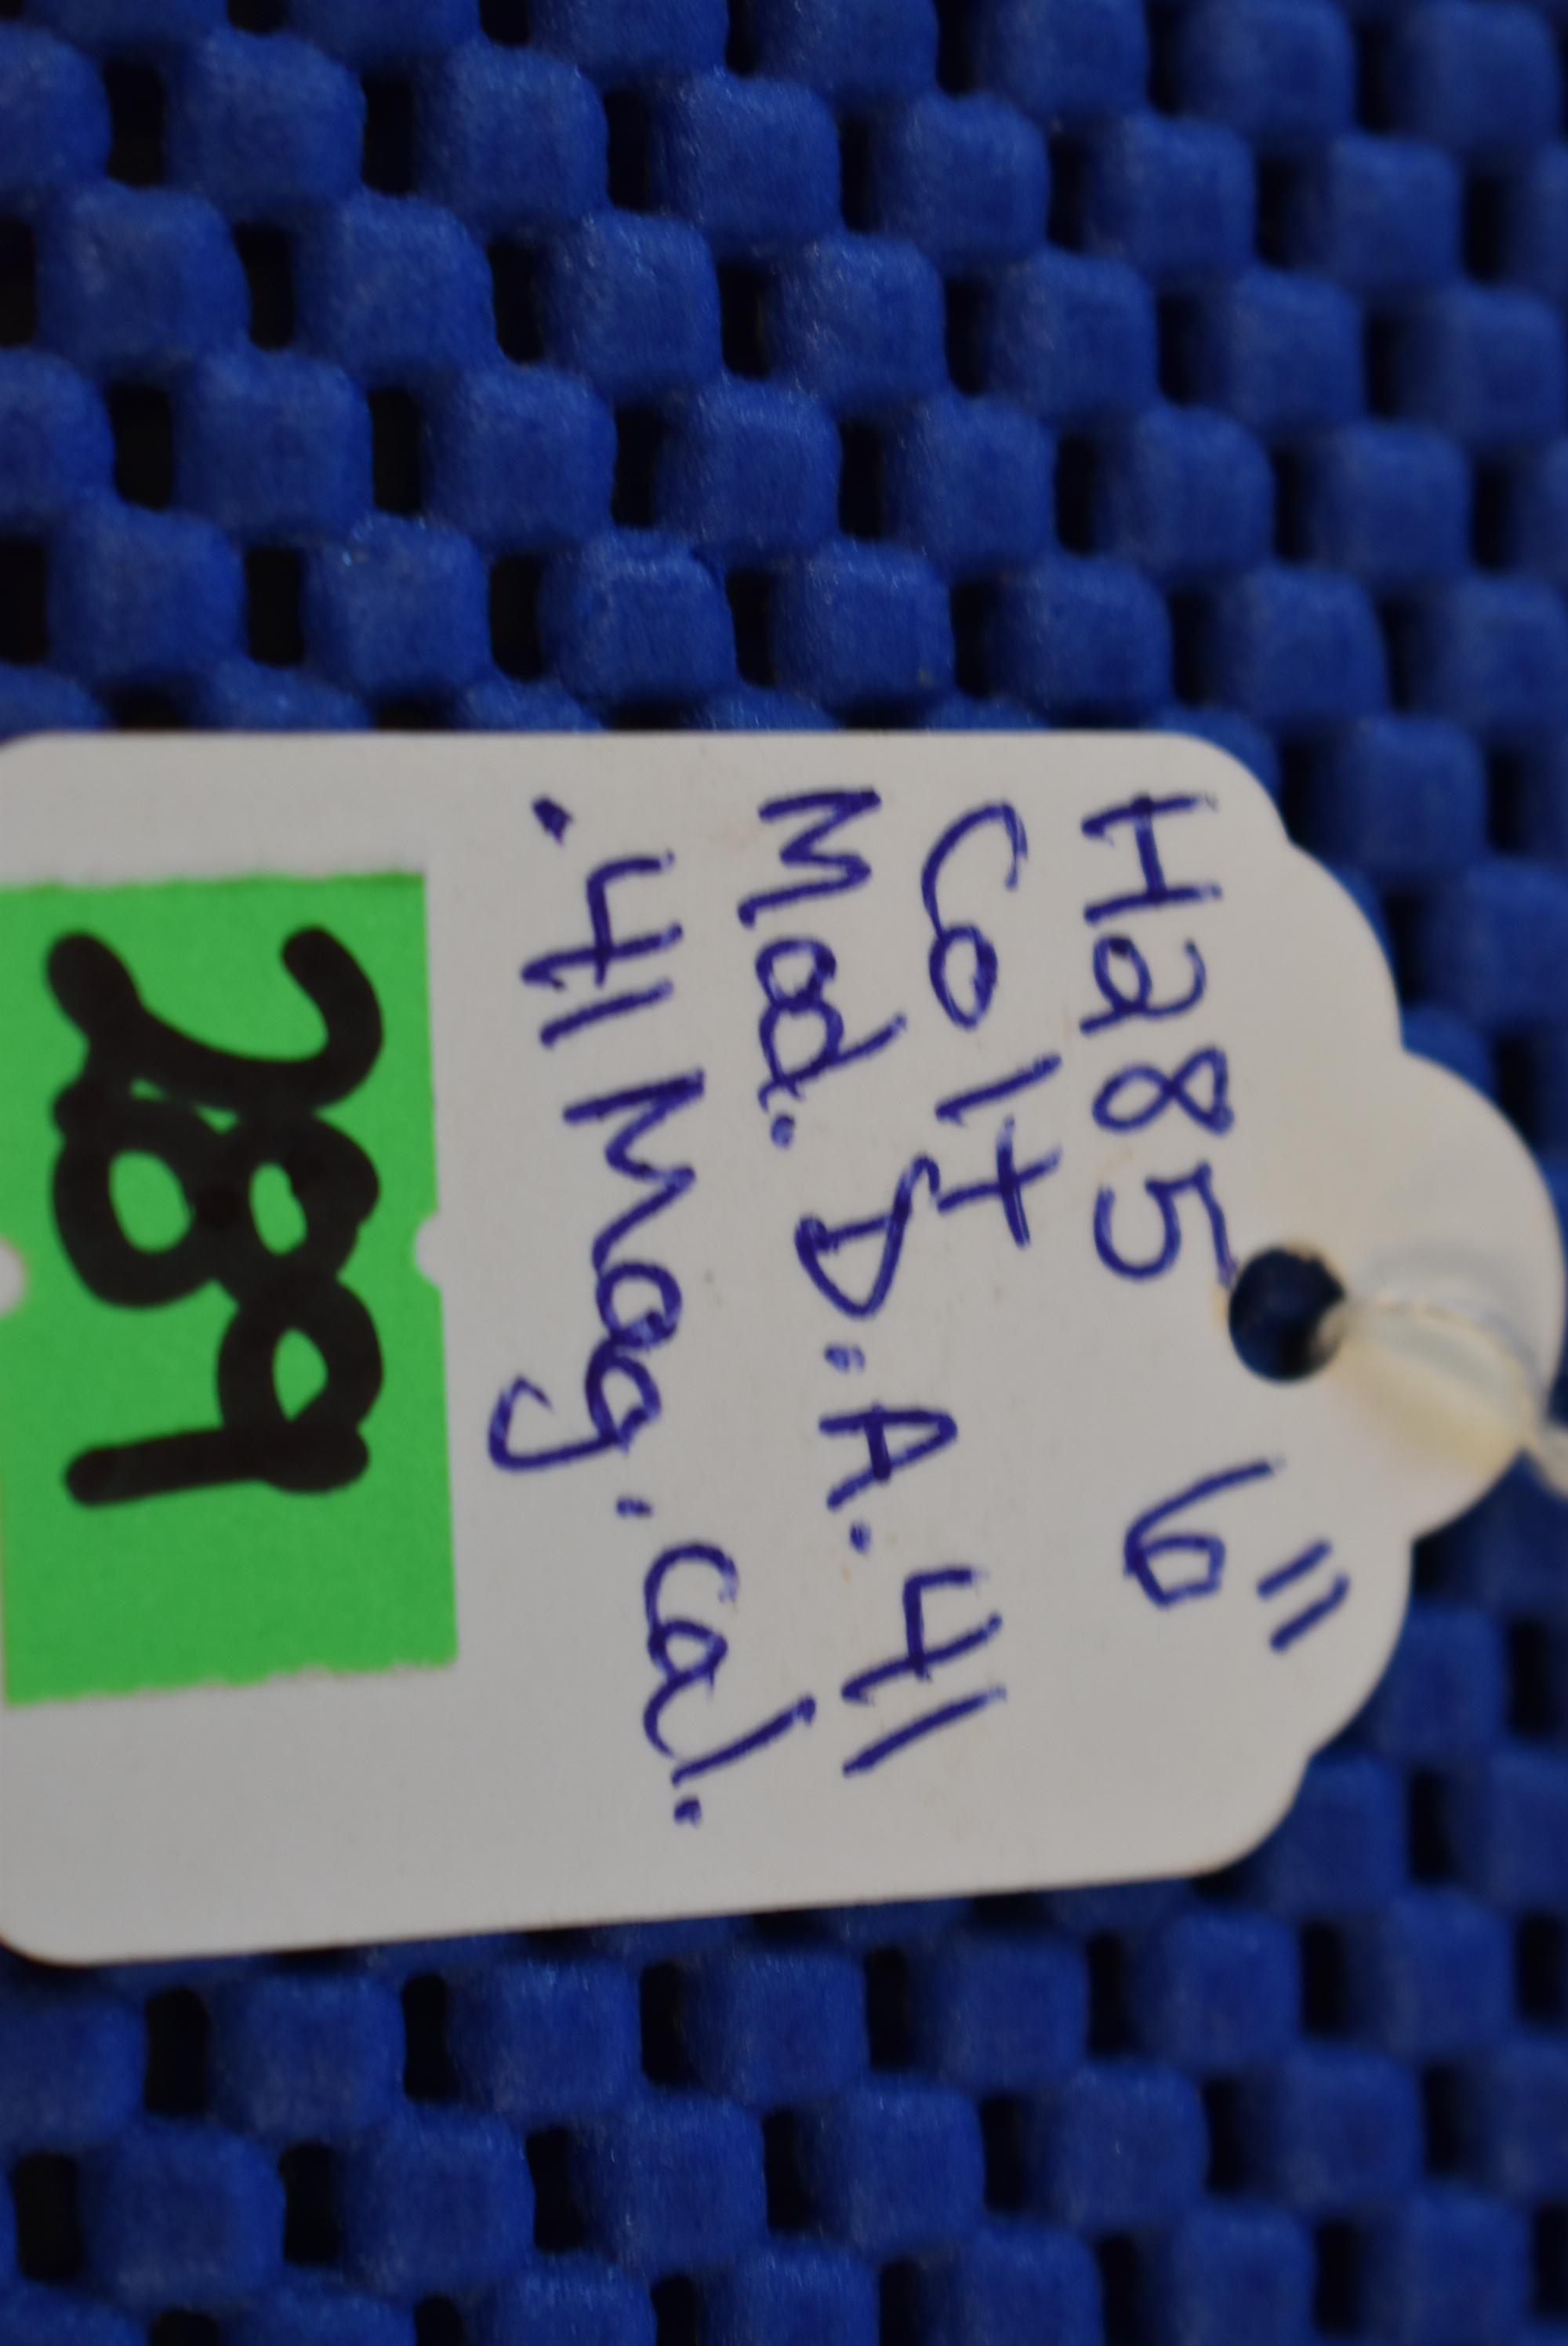 Ha85 6"
Colt
Mod. D.A. 41
.41 Mag. Cal.
289